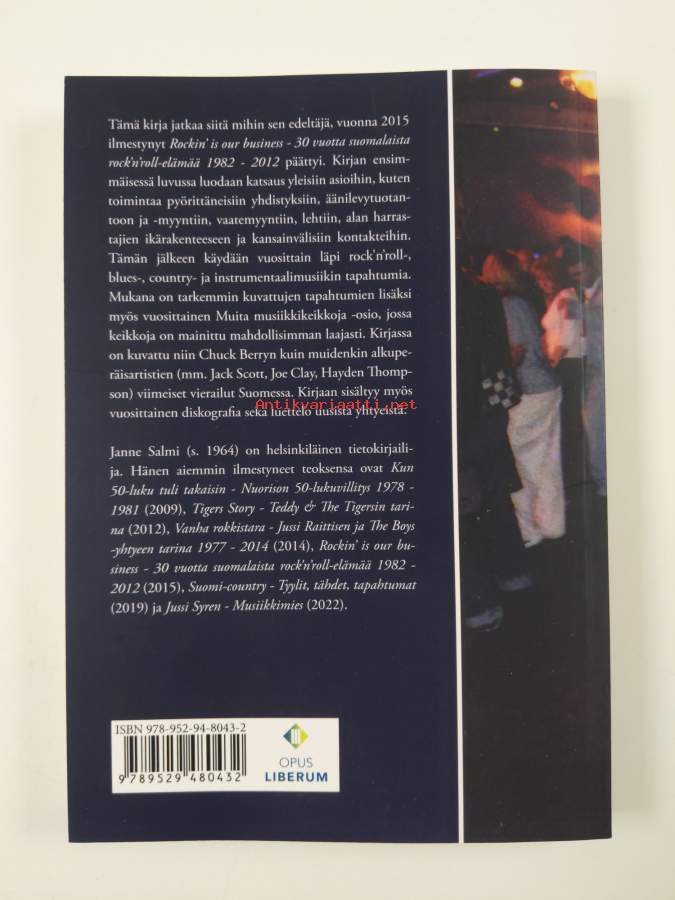 Tämä kirja jatkaa siitä mihin sen edeltäjä, vuonna 2015
ilmestynyt Rockin' is our business - 30 vuotta suomalaista
rock'n'roll-elämää 1982 - 2012 päättyi. Kirjan ensim-
mäisessä luvussa luodaan katsaus yleisiin asioihin, kuten
toimintaa pyörittäneisiin yhdistyksiin, äänilevytuotan-
toon ja -myyntiin, vaatemyyntiin, lehtiin, alan harras-
tajien ikärakenteeseen ja kansainvälisiin kontakteihin.
Tämän jälkeen käydään vuosittain läpi rock'n'roll-,
blues-, country- ja instrumentaalimusiikin tapahtumia.
Mukana on tarkemmin kuvattujen tapahtumien lisäksi
myös vuosittainen Muita musiikkikeikkoja -osio, jossa
keikkoja on mainittu mahdollisimman laajasti. Kirjassa
on kuvattu niin Chuck Berryn kuin muidenkin alkupe-
räisartistien (mm. Jack Scott, Joe Clay, Hayden Thomp-
son) viimeiset vierailut Suomessa. Kirjaan sisältyy myös
vuosittainen diskografia sekä luettelo uusista yhtyeistä.
Antikvariaatti.net
Janne Salmi (s. 1964) on helsinkiläinen tietokirjaili-
ja. Hänen aiemmin ilmestyneet teoksensa ovat Kun
50-luku tuli takaisin - Nuorison 50-lukuvillitys 1978 -
1981 (2009), Tigers Story - Teddy & The Tigersin tari-
na (2012), Vanha rokkistara - Jussi Raittisen ja The Boys
-yhtyeen tarina 1977 - 2014 (2014), Rockin' is our bu-
siness - 30 vuotta suomalaista rock'n'roll-elämää 1982 -
2012 (2015), Suomi-country - Tyylit, tähdet, tapahtumat
(2019) ja Jussi Syren - Musiikkimies (2022).
ISBN 978-952-94-8043-2
9 789529 480432
OPUS
LIBERUM